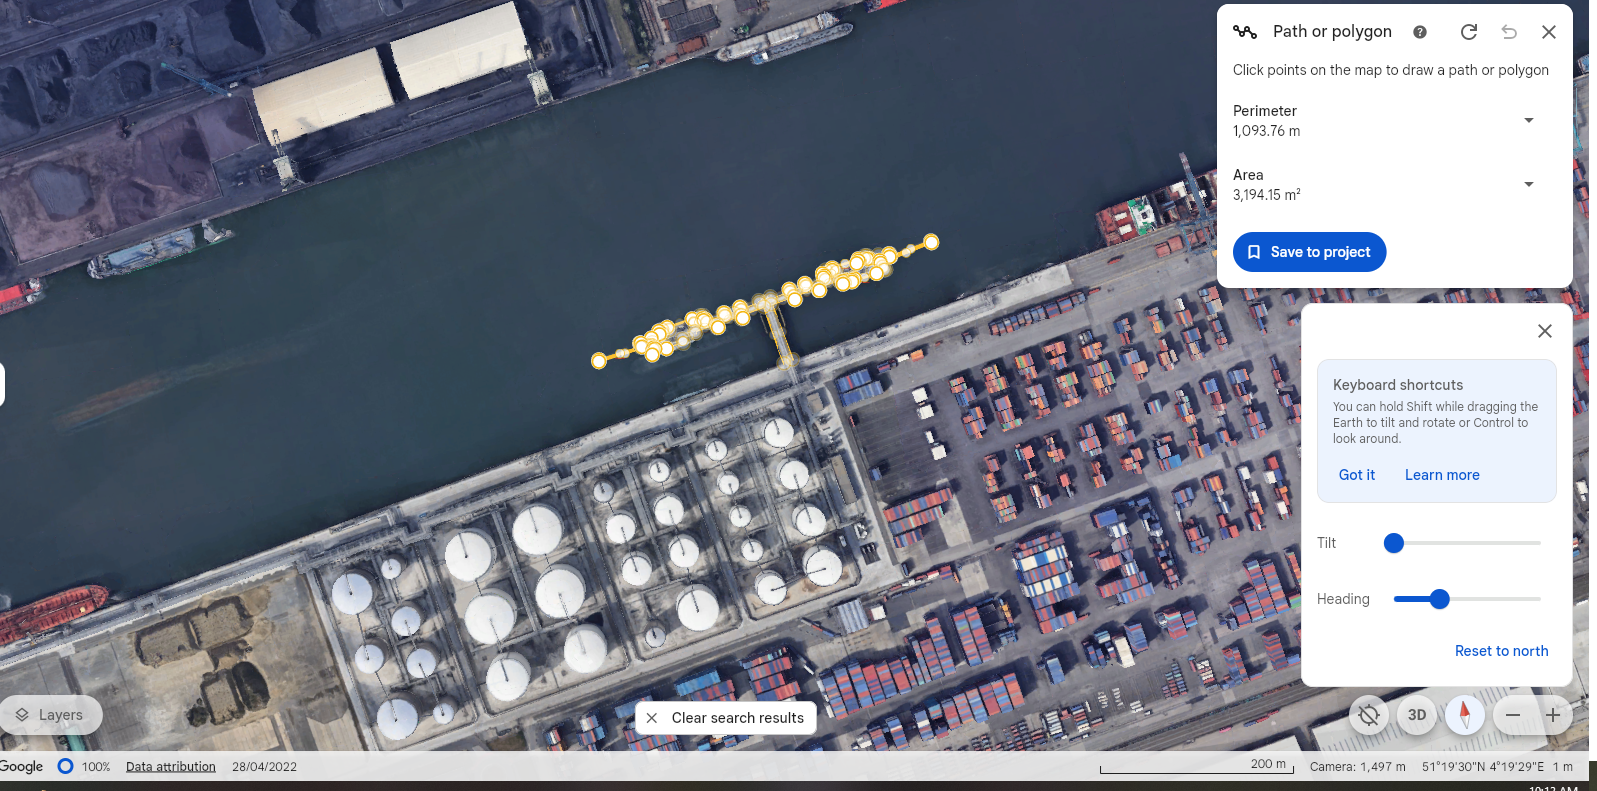 Path or polygon
Click points on the map to draw a path or polygon
Perimeter
1,093.76 m
Area
3,194.15 m²
Save to project
Keyboard shortcuts
You can hold Shift while dragging the
Earth to tilt and rotate or Control to
look around.
Got it Learn more
Tilt
Heading
Reset to north
Layers
Clear search results
3D
Google 100% Data attribution 28/04/2022
200 m
Camera: 1,497 m 51°19'30"N 4°19'29"E 1 m